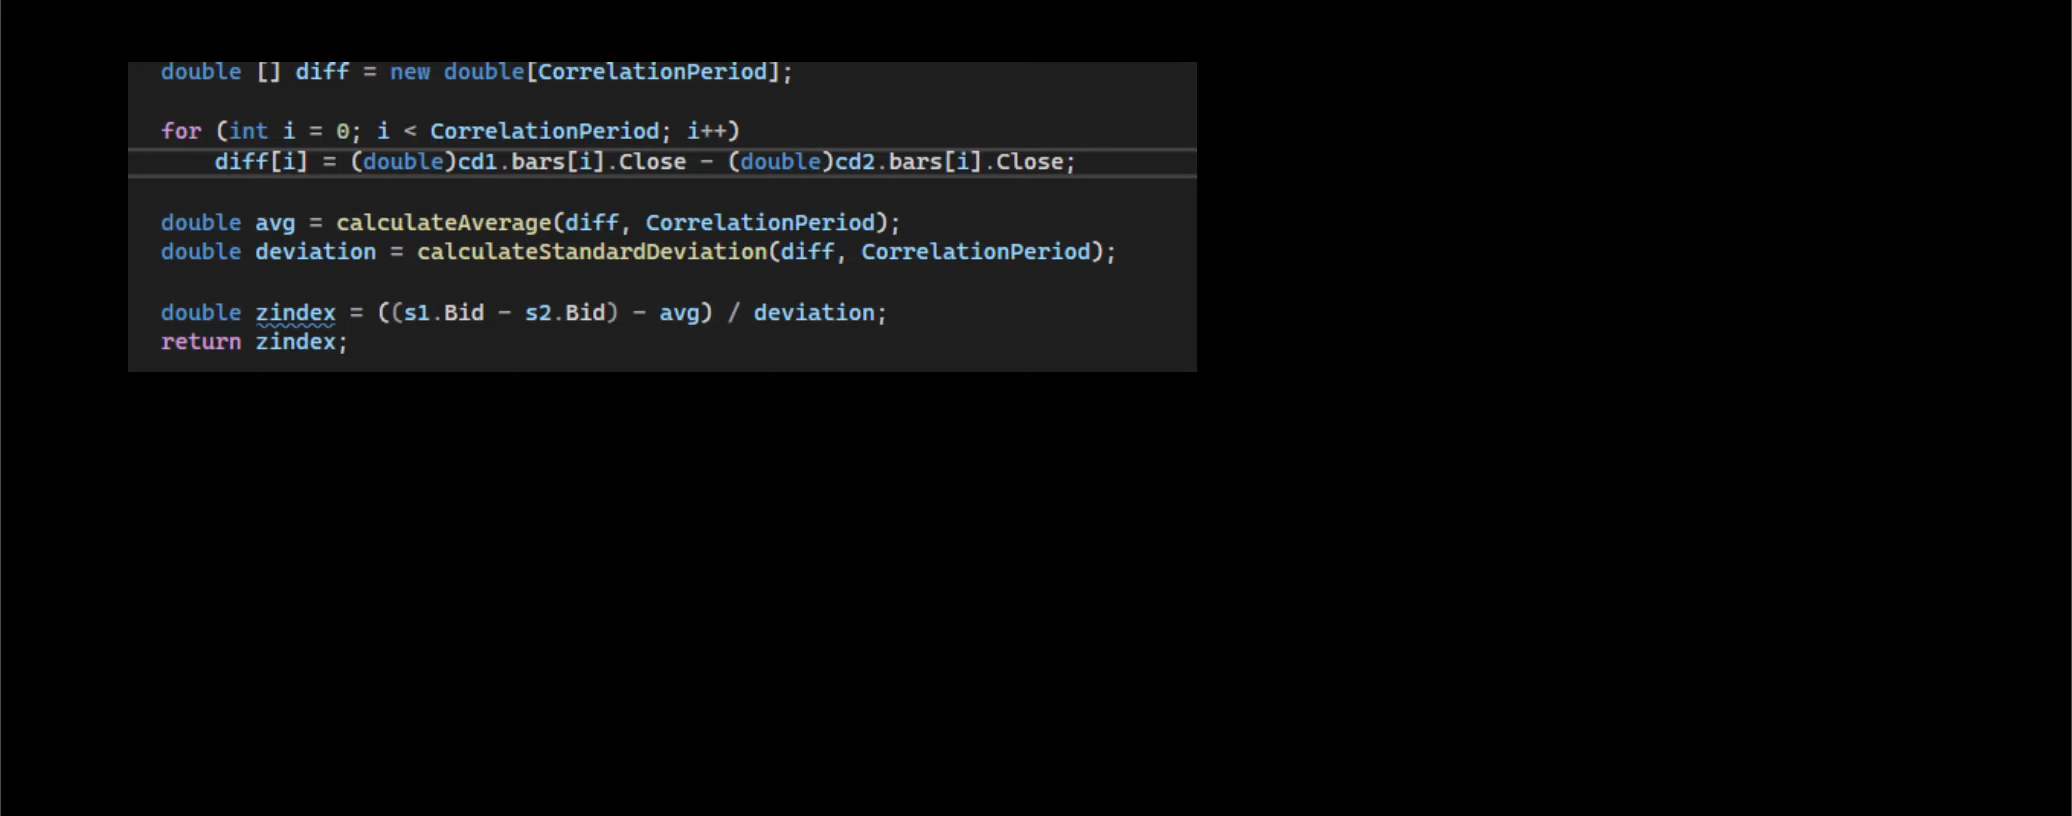 double [] diff = new double[CorrelationPeriod];
for (int i = 0; i < CorrelationPeriod; i++)
diff[i] = (double)cd1.bars[i].Close - (double)cd2.bars[i].Close;
double avg = calculateAverage(diff, CorrelationPeriod);
double deviation = calculateStandardDeviation(diff, CorrelationPeriod);
double zindex = ((s1.Bid - s2.Bid) - avg) / deviation;
return zindex;